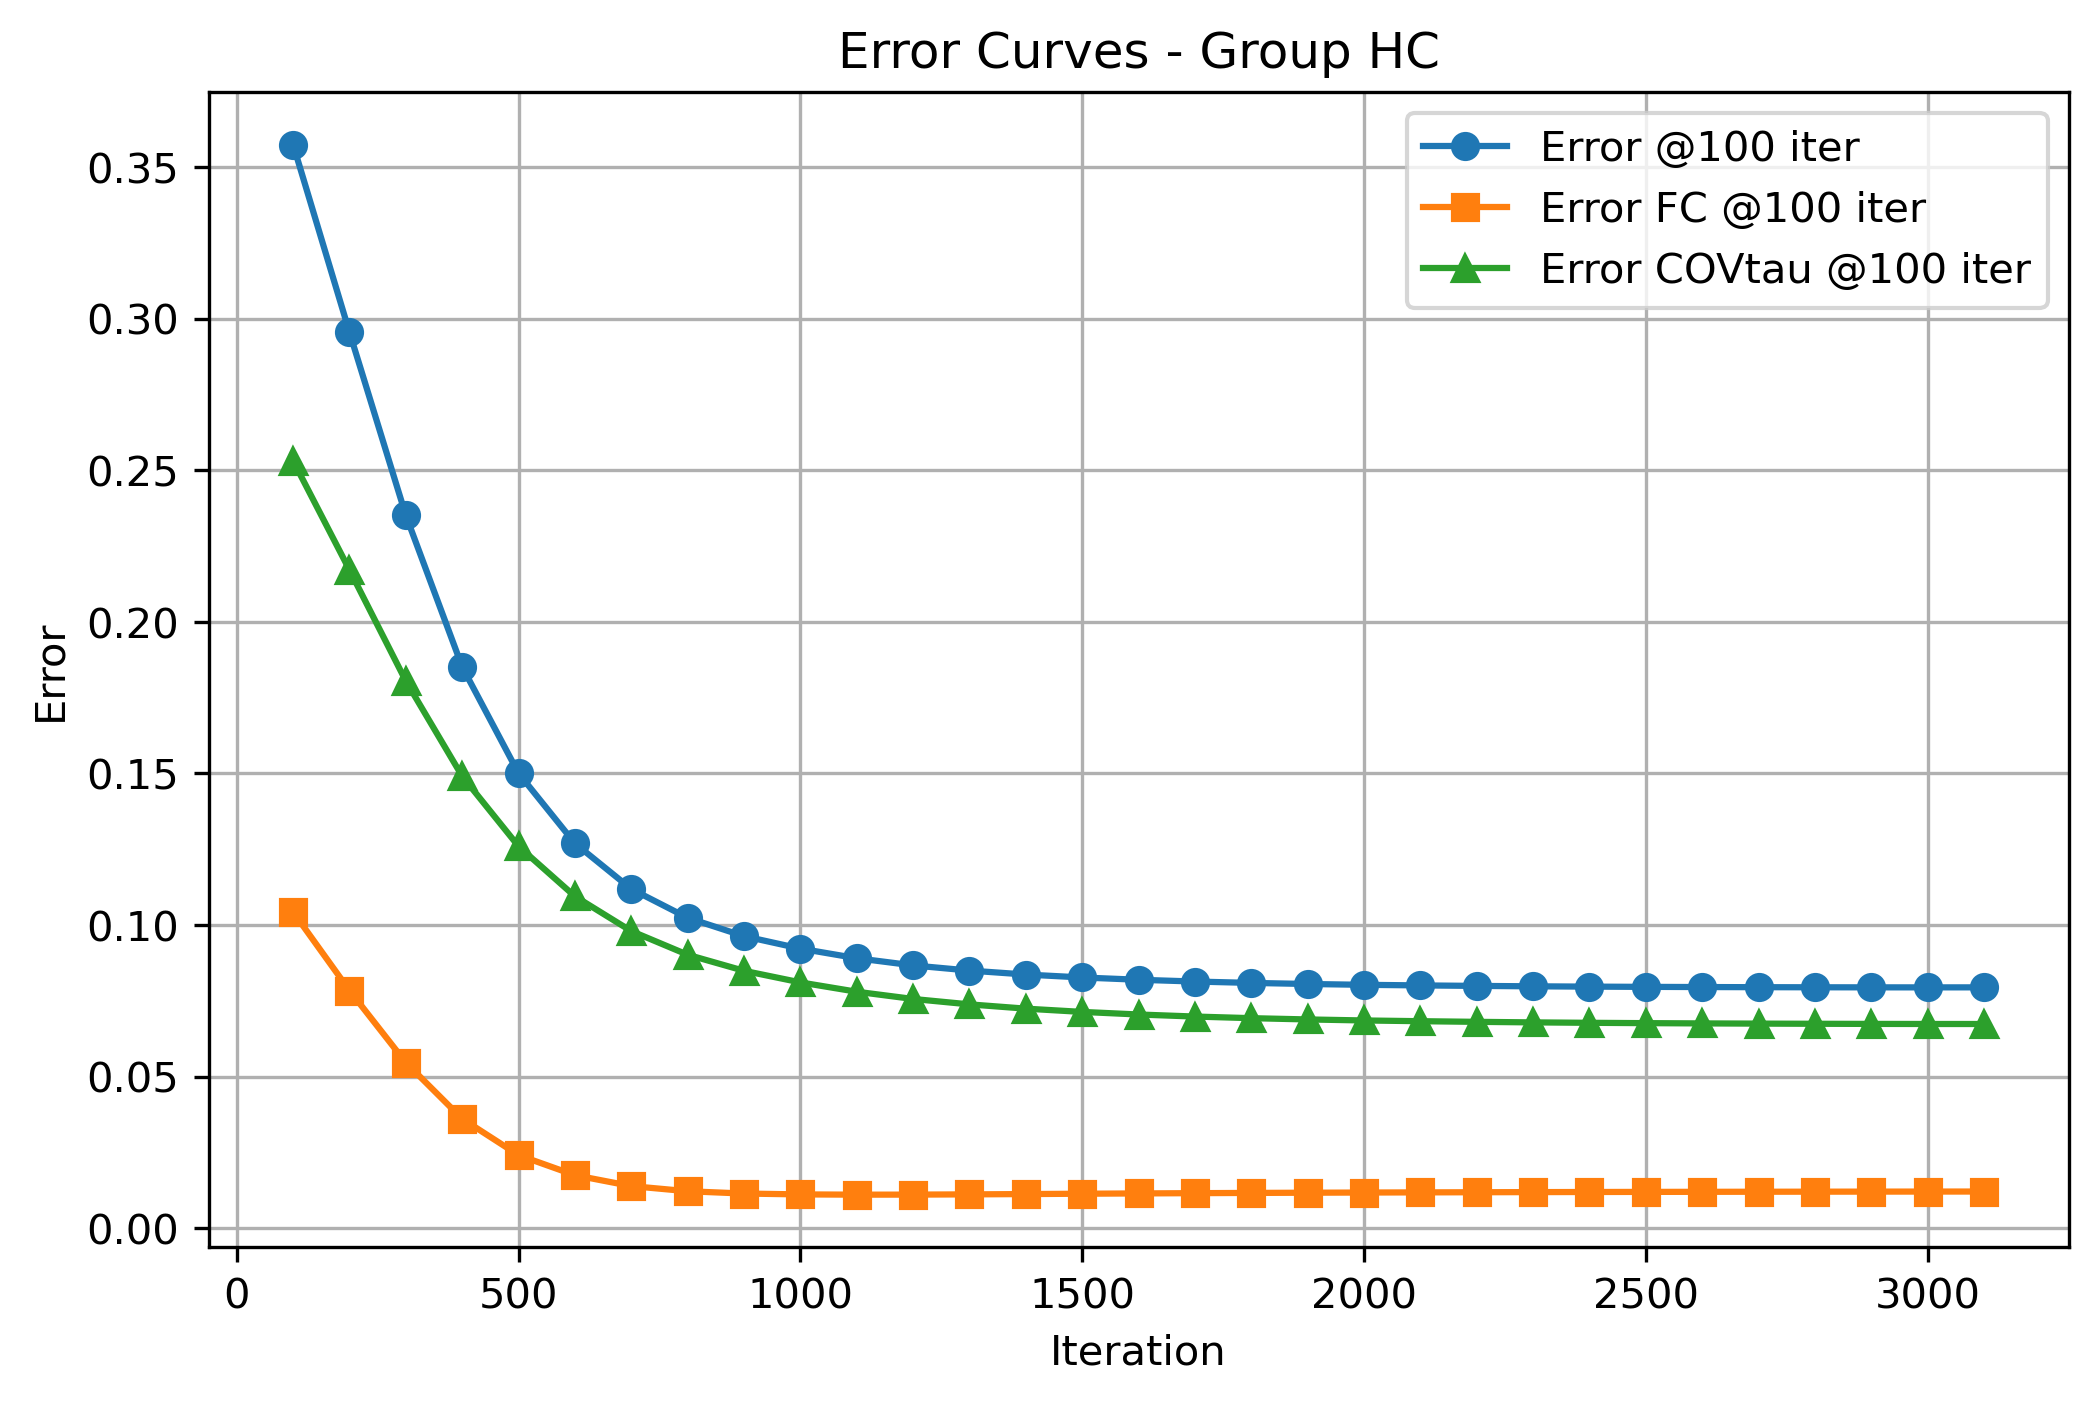 Error Curves - Group HC
Error @100 iter
Error FC @100 iter
Error COVtau @100 iter
Error
0.35
0.30
0.25
0.20
0.15
0.10
0.05
0.00
0 500 1000 1500 2000 2500 3000
Iteration